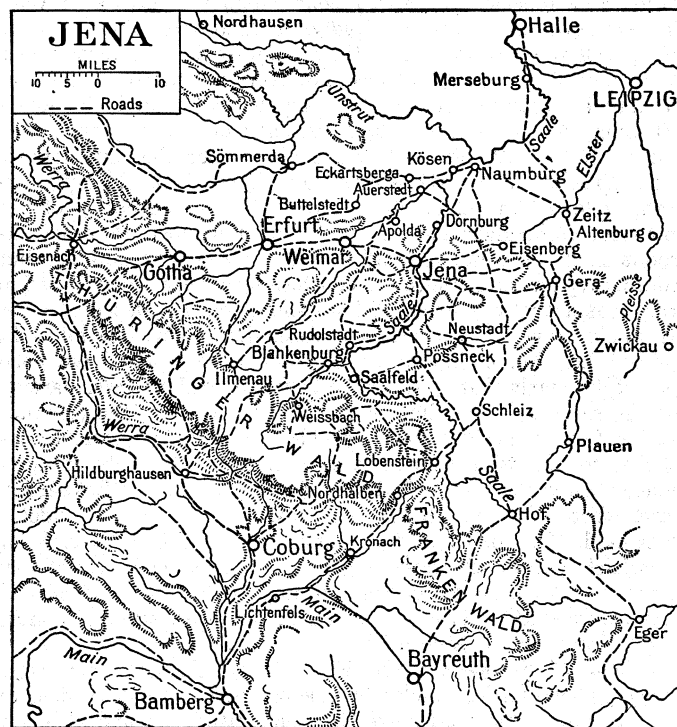 JENA
MILES
10 5 0 10
Roads
Nordhausen
Halle
Merseburg
LEIPZIG
Unstrut
Saale
Elster
Werra
Sömmerda
Kösen
Eckartsberga
Auerstedt
Naumburg
Buttelstedt
Zeitz
Erfurt
Dornburg
Altenburg
Eisenach
Weimar
Apolda
Eisenberg
Gotha
Jena
Gera
Pleisse
Saale
Rudolstadt
Neustadt
Zwickau
Blankenburg
Pössneck
Ilmenau
Saalfeld
THURINGER WALD
Weissbach
Schleiz
Werra
Plauen
Lobenstein
Hildburghausen
Saale
Nordhalben
Hof
FRANKEN WALD
Coburg
Kronach
Lichtenfels
Main
Eger
Main
Bayreuth
Bamberg